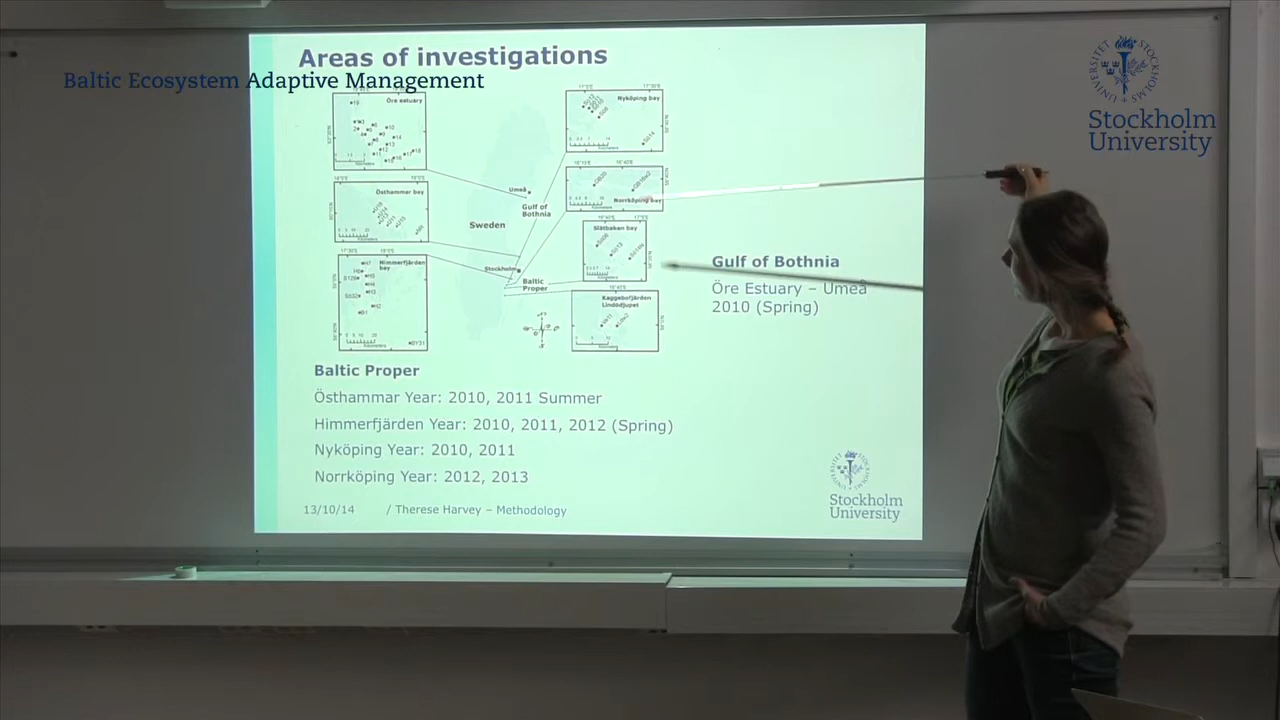 Areas of investigations
Baltic Ecosystem Adaptive Management
Stockholm
University
Öre estuary
Nyköping bay
Umeå
Gulf of
Bothnia
Norrköping bay
Östhammar bay
Sweden
Slätbaken bay
Himmerfjärden
bay
Stockholm
Baltic
Proper
Kaggebofjärden
Lindödjupet
BY31
Gulf of Bothnia
Öre Estuary – Umeå
2010 (Spring)
Baltic Proper
Östhammar Year: 2010, 2011 Summer
Himmerfjärden Year: 2010, 2011, 2012 (Spring)
Nyköping Year: 2010, 2011
Norrköping Year: 2012, 2013
13/10/14 / Therese Harvey – Methodology
Stockholm
University